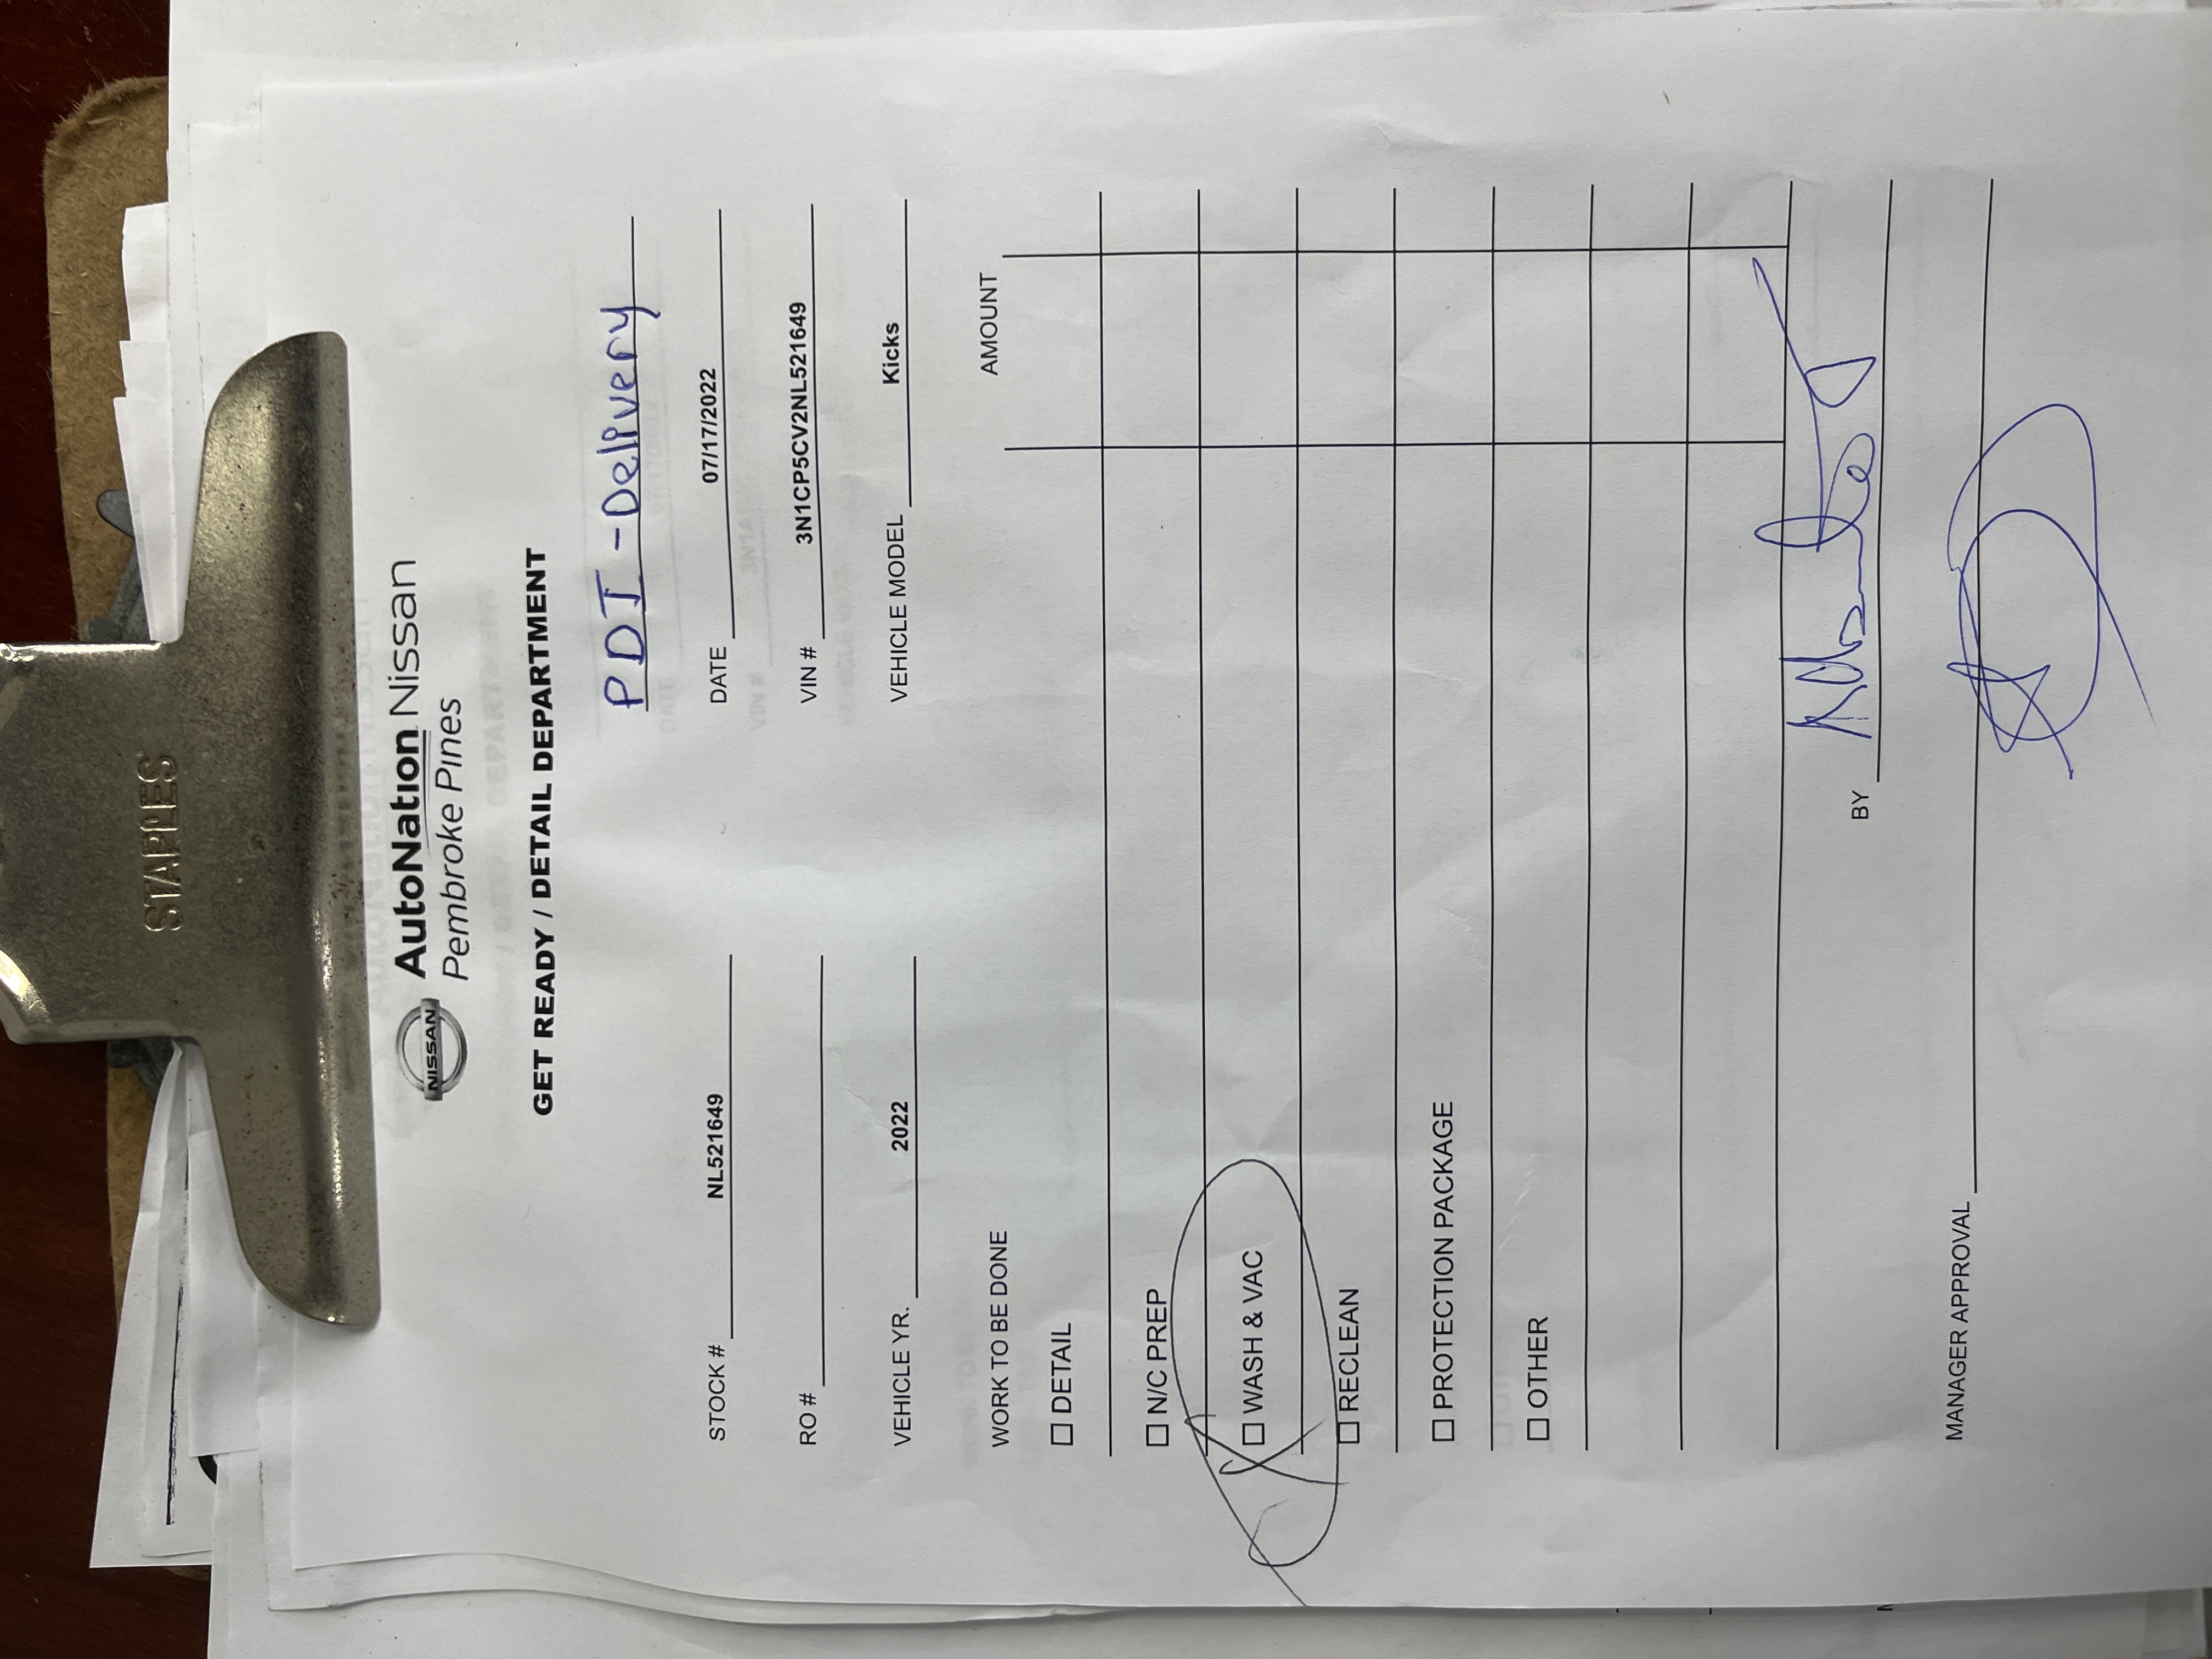 STAPLES
NISSAN
AutoNation Nissan
Pembroke Pines
GET READY / DETAIL DEPARTMENT
PDI - Delivery
STOCK # NL521649 DATE 07/17/2022
RO # VIN # 3N1CP5CV2NL521649
VEHICLE YR. 2022 VEHICLE MODEL Kicks
WORK TO BE DONE AMOUNT
☐ DETAIL
☐ N/C PREP
☐ WASH & VAC
☐ RECLEAN
☐ PROTECTION PACKAGE
☐ OTHER
BY
MANAGER APPROVAL